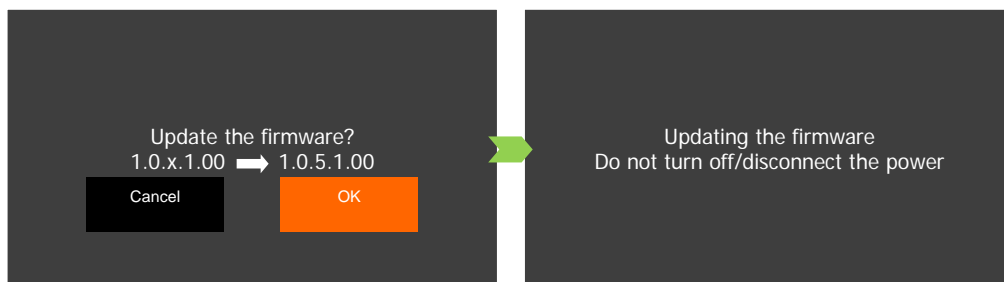 Update the firmware?
1.0.x.1.00 1.0.5.1.00
Cancel
OK
Updating the firmware
Do not turn off/disconnect the power